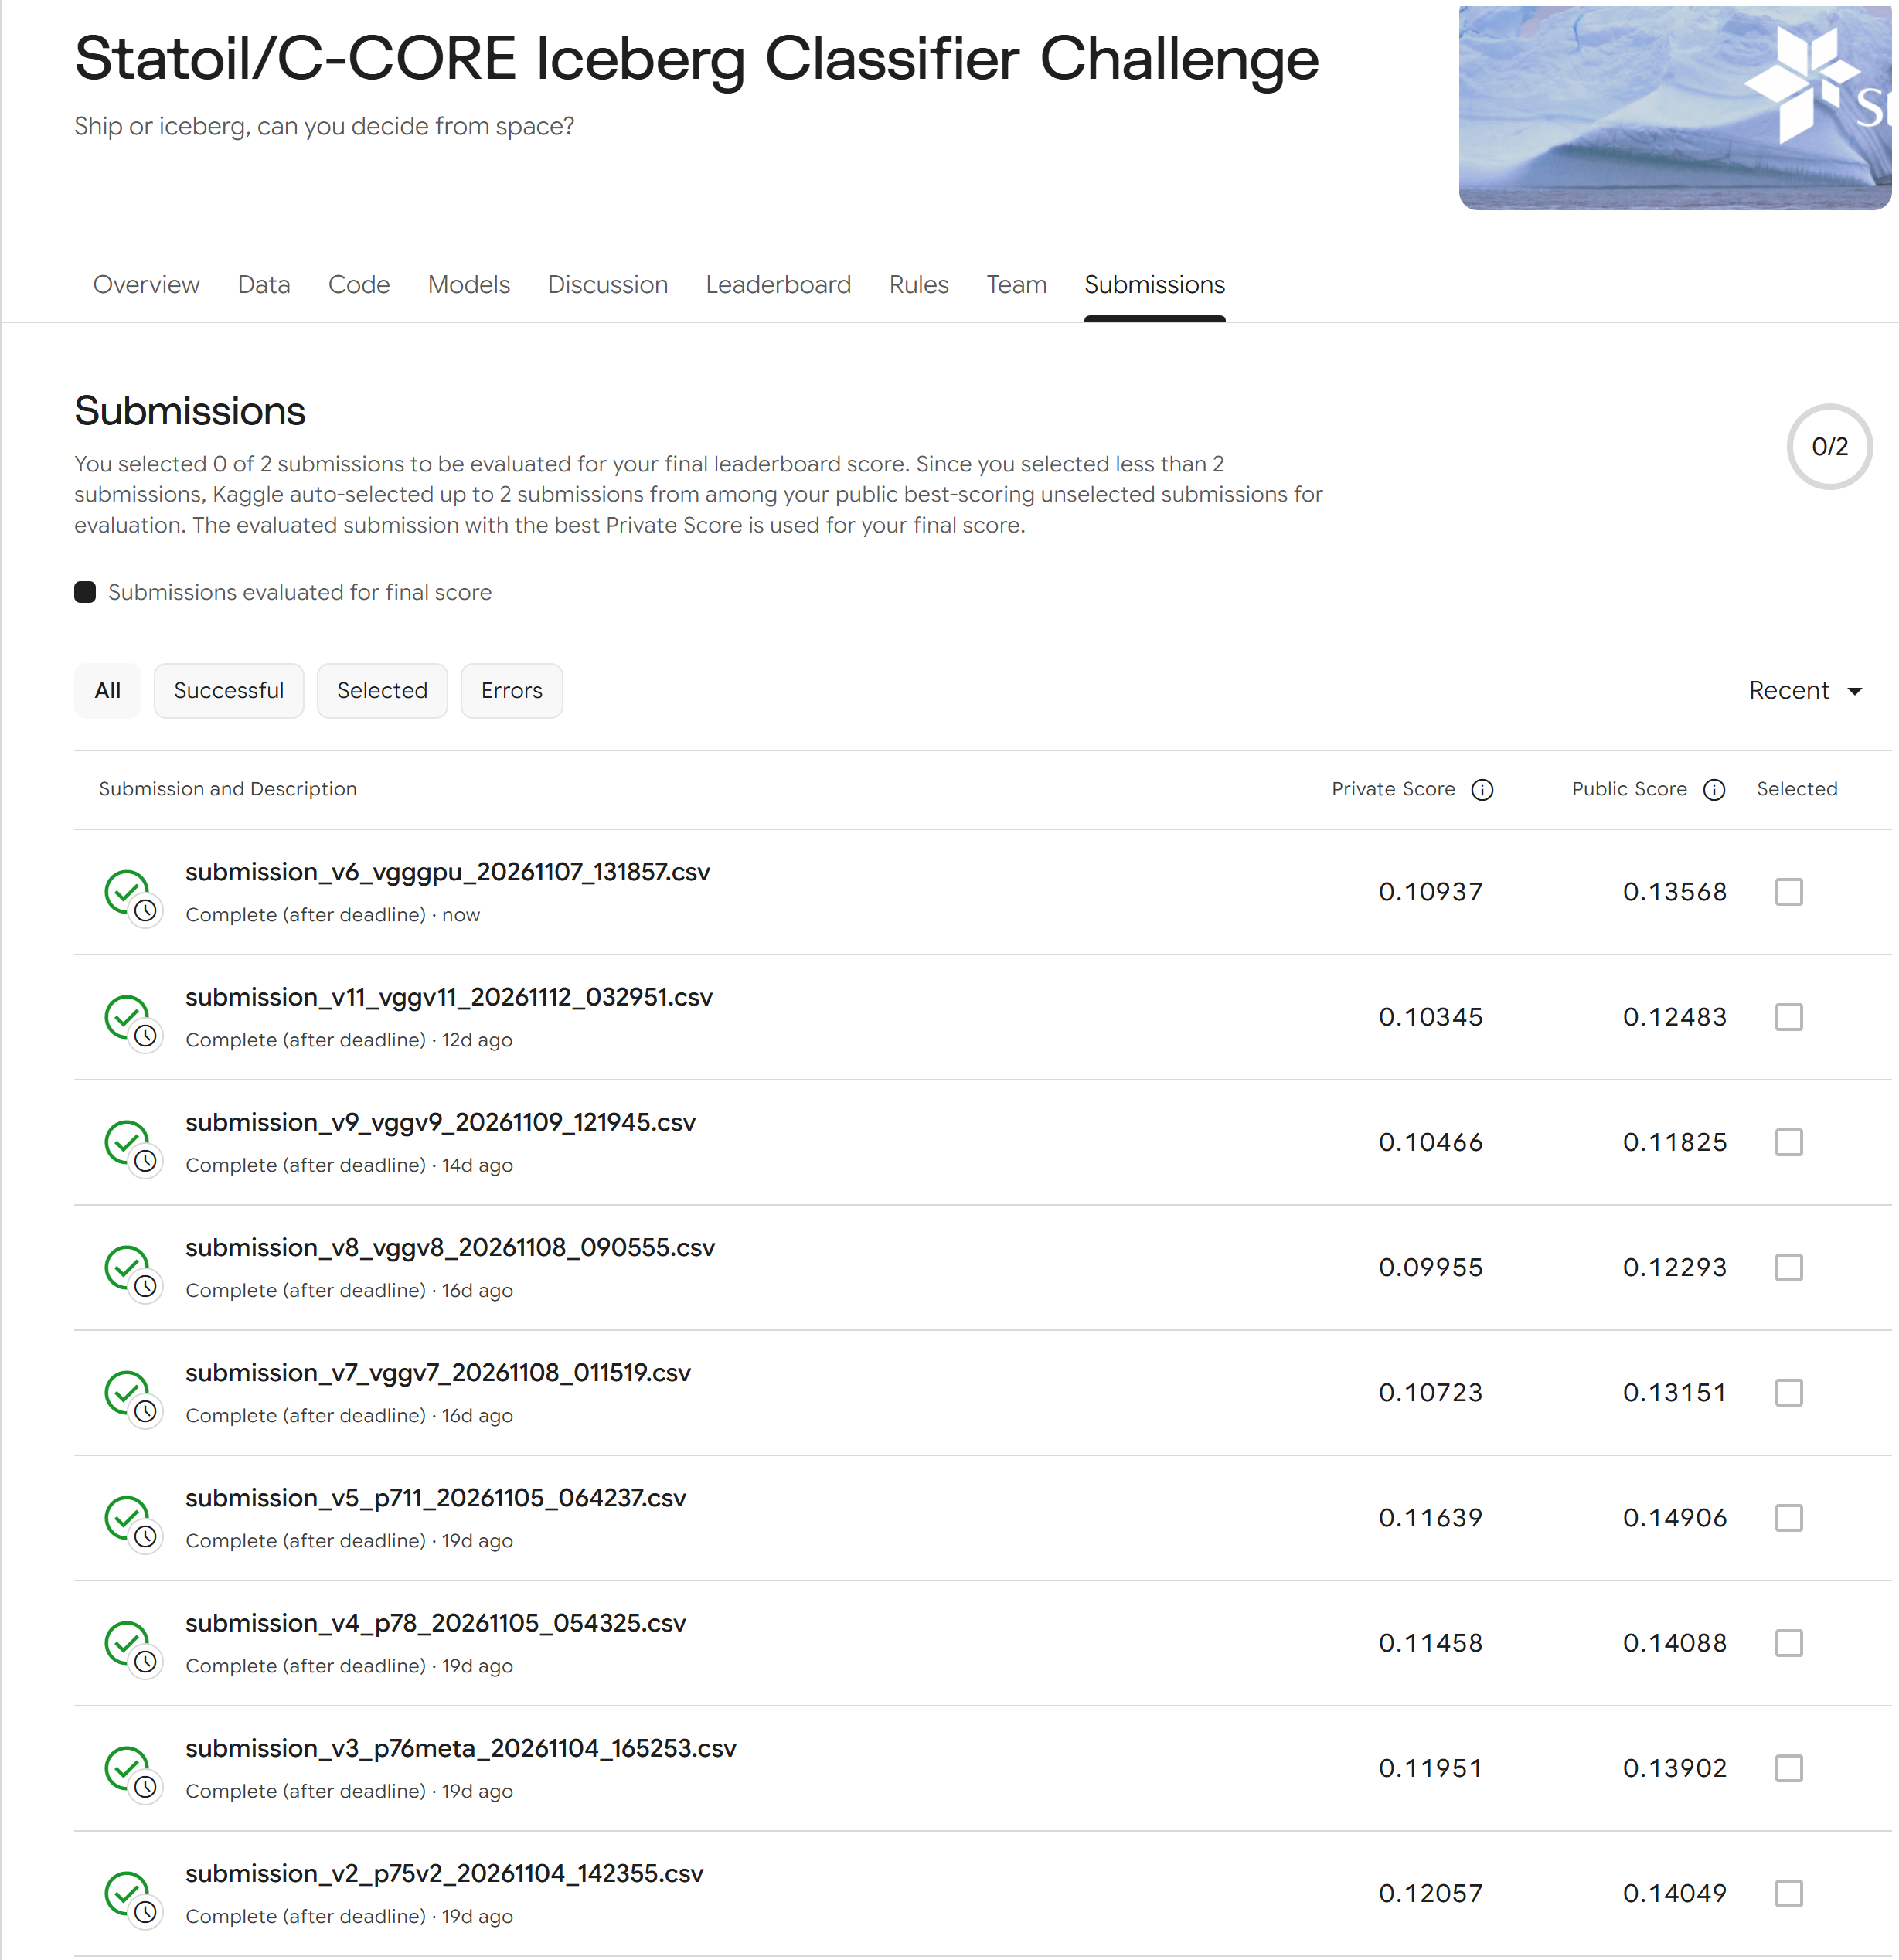 Statoil/C-CORE Iceberg Classifier Challenge
Ship or iceberg, can you decide from space?
Overview Data Code Models Discussion Leaderboard Rules Team Submissions
Submissions
0/2
You selected 0 of 2 submissions to be evaluated for your final leaderboard score. Since you selected less than 2
submissions, Kaggle auto-selected up to 2 submissions from among your public best-scoring unselected submissions for
evaluation. The evaluated submission with the best Private Score is used for your final score.
Submissions evaluated for final score
All Successful Selected Errors Recent
Submission and Description Private Score Public Score Selected
submission_v6_vgggpu_20261107_131857.csv
Complete (after deadline) · now
0.10937 0.13568
submission_v11_vggv11_20261112_032951.csv
Complete (after deadline) · 12d ago
0.10345 0.12483
submission_v9_vggv9_20261109_121945.csv
Complete (after deadline) · 14d ago
0.10466 0.11825
submission_v8_vggv8_20261108_090555.csv
Complete (after deadline) · 16d ago
0.09955 0.12293
submission_v7_vggv7_20261108_011519.csv
Complete (after deadline) · 16d ago
0.10723 0.13151
submission_v5_p711_20261105_064237.csv
Complete (after deadline) · 19d ago
0.11639 0.14906
submission_v4_p78_20261105_054325.csv
Complete (after deadline) · 19d ago
0.11458 0.14088
submission_v3_p76meta_20261104_165253.csv
Complete (after deadline) · 19d ago
0.11951 0.13902
submission_v2_p75v2_20261104_142355.csv
Complete (after deadline) · 19d ago
0.12057 0.14049